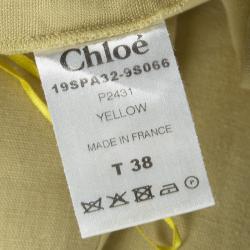 Chloé
19SPA32-9S066
P2431
YELLOW
MADE IN FRANCE
T 38